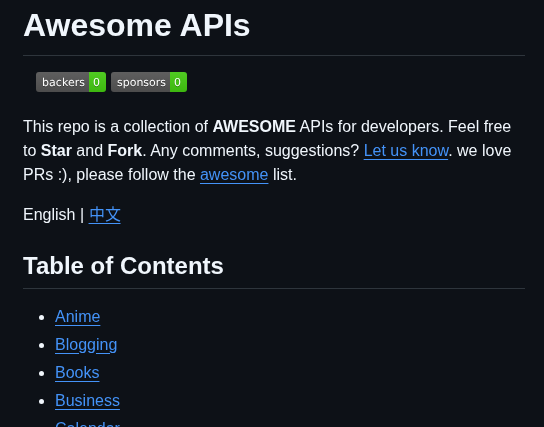 Awesome APIs
backers 0 sponsors 0
This repo is a collection of AWESOME APIs for developers. Feel free
to Star and Fork. Any comments, suggestions? Let us know. we love
PRs :), please follow the awesome list.
English | 中文
Table of Contents
Anime
Blogging
Books
Business
Calendar